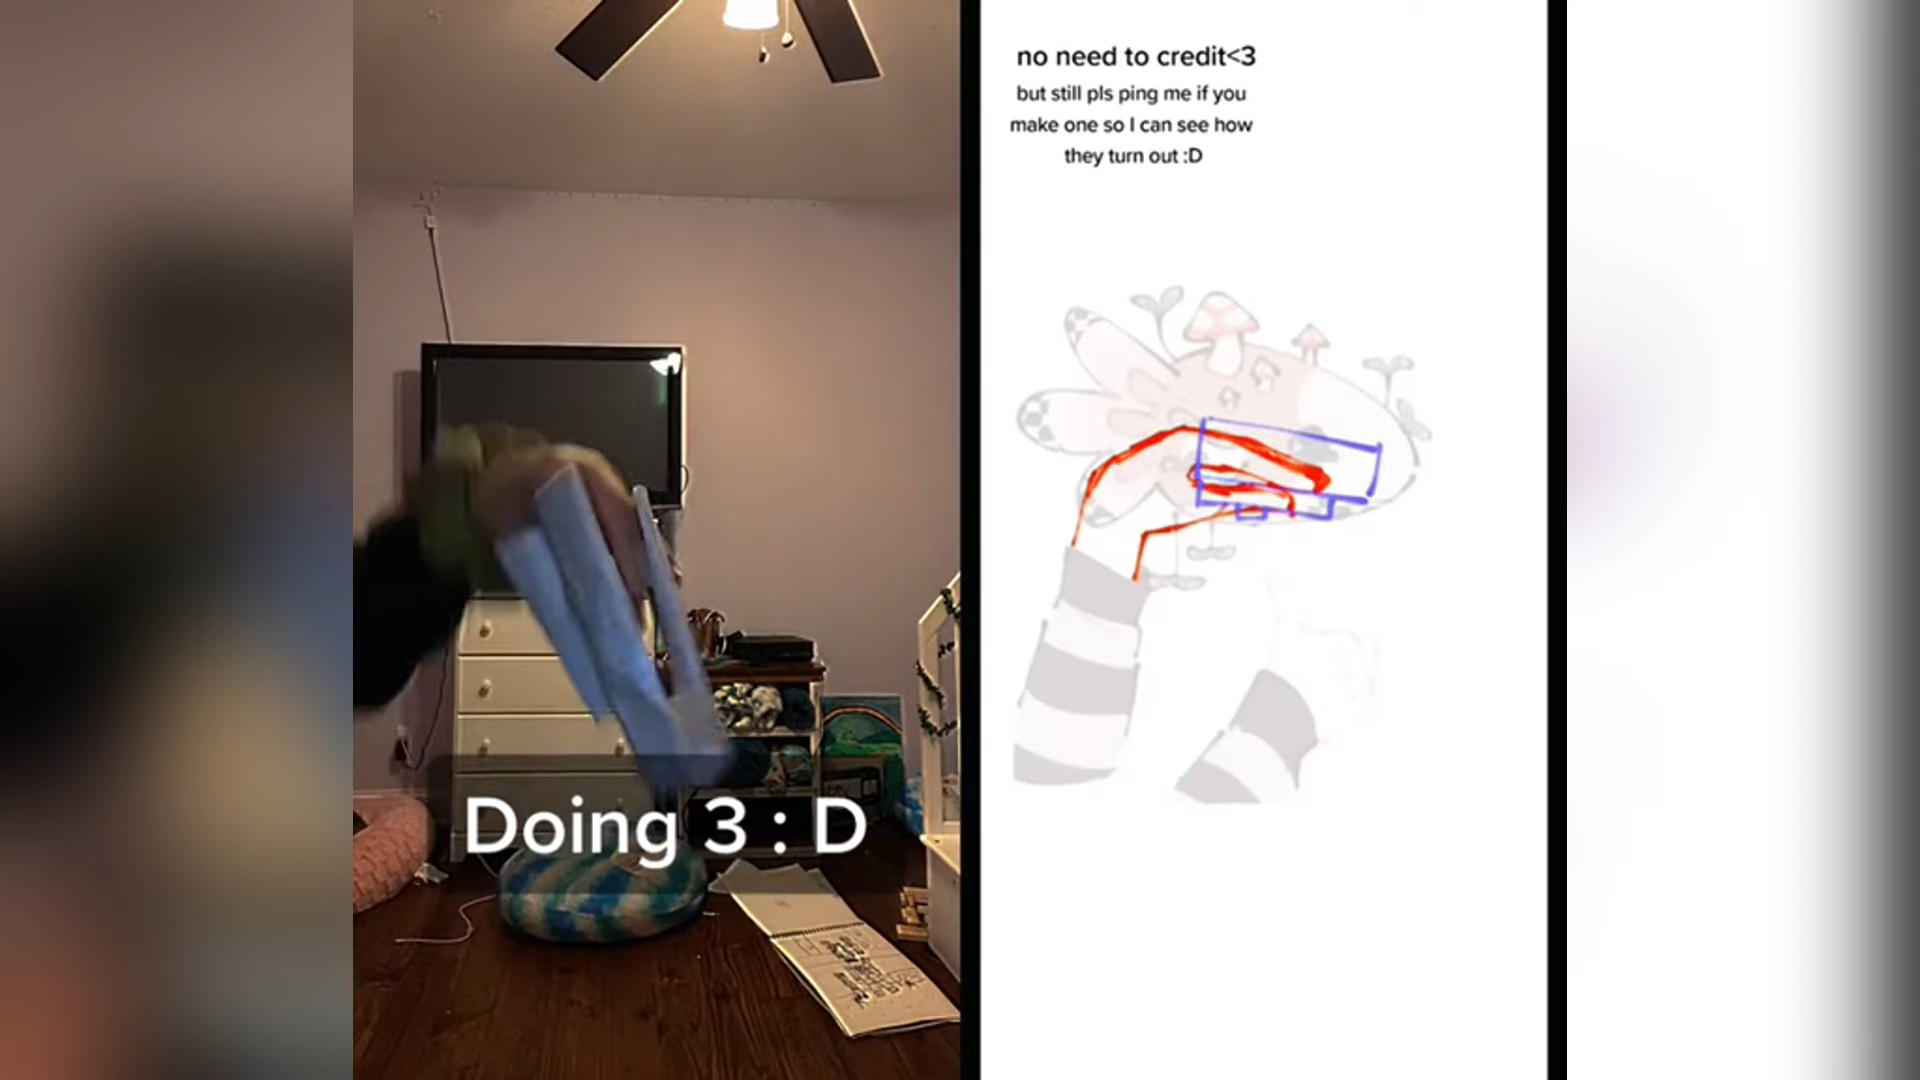 Doing 3 : D
no need to credit<3
but still pls ping me if you
make one so I can see how
they turn out :D